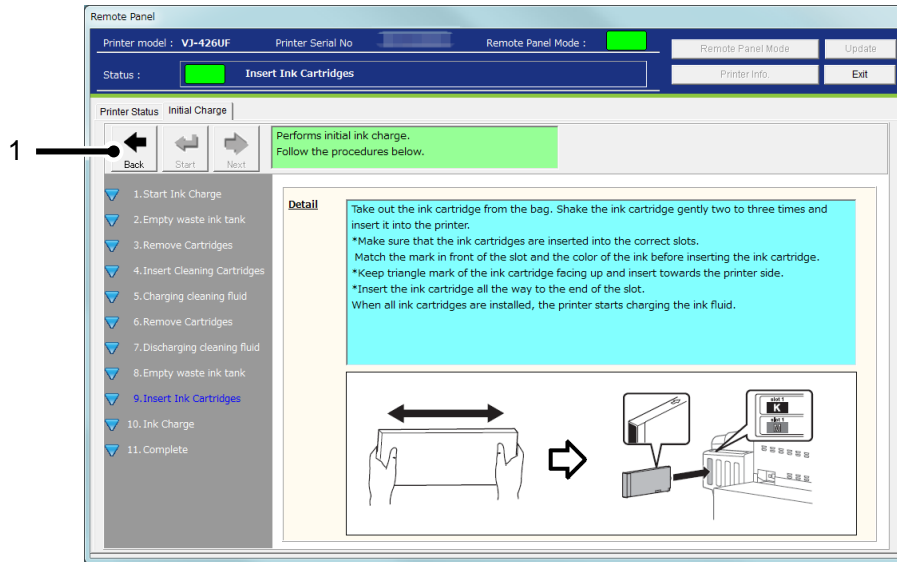 Remote Panel
Printer model : VJ-426UF Printer Serial No Remote Panel Mode :
Remote Panel Mode Update
Status : Insert Ink Cartridges
Printer Info. Exit
Printer Status Initial Charge
1
Back Start Next
Performs initial ink charge.
Follow the procedures below.
1.Start Ink Charge
2.Empty waste ink tank
3.Remove Cartridges
4.Insert Cleaning Cartridges
5.Charging cleaning fluid
6.Remove Cartridges
7.Discharging cleaning fluid
8.Empty waste ink tank
9.Insert Ink Cartridges
10.Ink Charge
11.Complete
Detail
Take out the ink cartridge from the bag. Shake the ink cartridge gently two to three times and
insert it into the printer.
*Make sure that the ink cartridges are inserted into the correct slots.
Match the mark in front of the slot and the color of the ink before inserting the ink cartridge.
*Keep triangle mark of the ink cartridge facing up and insert towards the printer side.
*Insert the ink cartridge all the way to the end of the slot.
When all ink cartridges are installed, the printer starts charging the ink fluid.
slot 1
K
slot 1
M